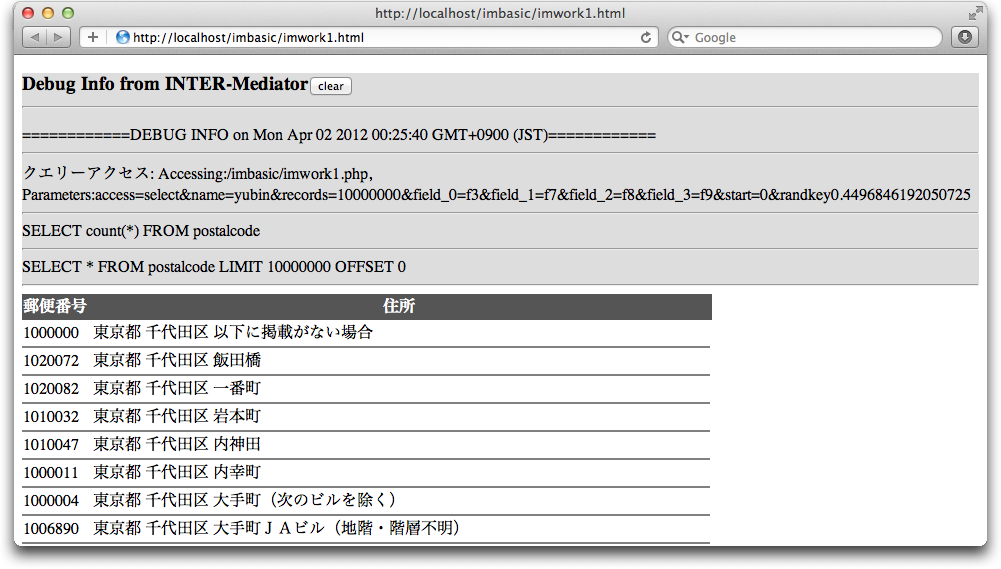 http://localhost/imbasic/imwork1.html
http://localhost/imbasic/imwork1.html
Google
Debug Info from INTER-Mediator clear
============DEBUG INFO on Mon Apr 02 2012 00:25:40 GMT+0900 (JST)============
クエリーアクセス: Accessing:/imbasic/imwork1.php,
Parameters:access=select&name=yubin&records=10000000&field_0=f3&field_1=f7&field_2=f8&field_3=f9&start=0&randkey0.4496846192050725
SELECT count(*) FROM postalcode
SELECT * FROM postalcode LIMIT 10000000 OFFSET 0
郵便番号 住所
1000000 東京都 千代田区 以下に掲載がない場合
1020072 東京都 千代田区 飯田橋
1020082 東京都 千代田区 一番町
1010032 東京都 千代田区 岩本町
1010047 東京都 千代田区 内神田
1000011 東京都 千代田区 内幸町
1000004 東京都 千代田区 大手町（次のビルを除く）
1006890 東京都 千代田区 大手町ＪＡビル（地階・階層不明）